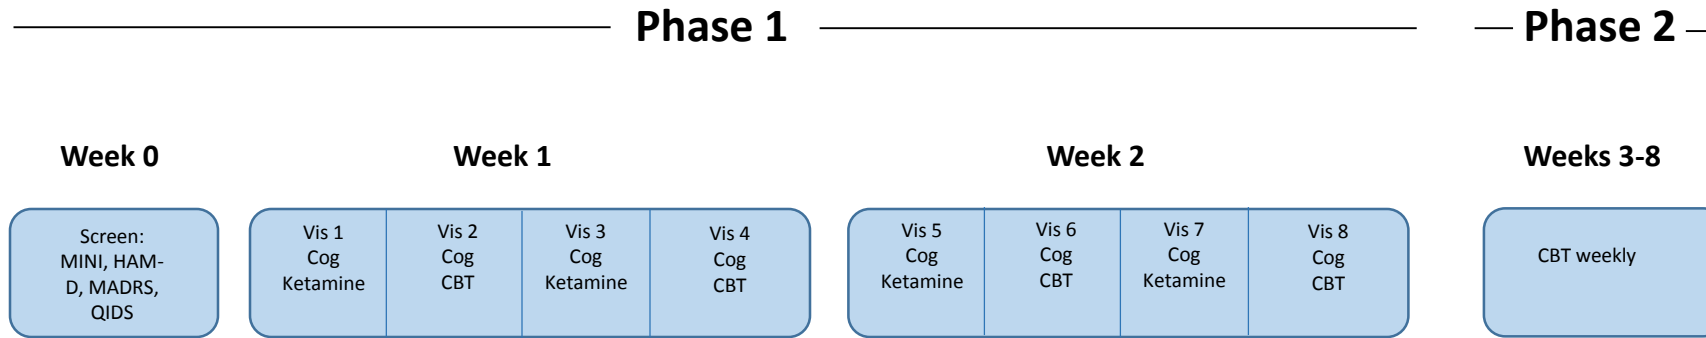 Phase 1
Phase 2
Week 0
Week 1
Week 2
Weeks 3-8
Screen:
MINI, HAM-
D, MADRS,
QIDS
Vis 1
Cog
Ketamine
Vis 2
Cog
CBT
Vis 3
Cog
Ketamine
Vis 4
Cog
CBT
Vis 5
Cog
Ketamine
Vis 6
Cog
CBT
Vis 7
Cog
Ketamine
Vis 8
Cog
CBT
CBT weekly